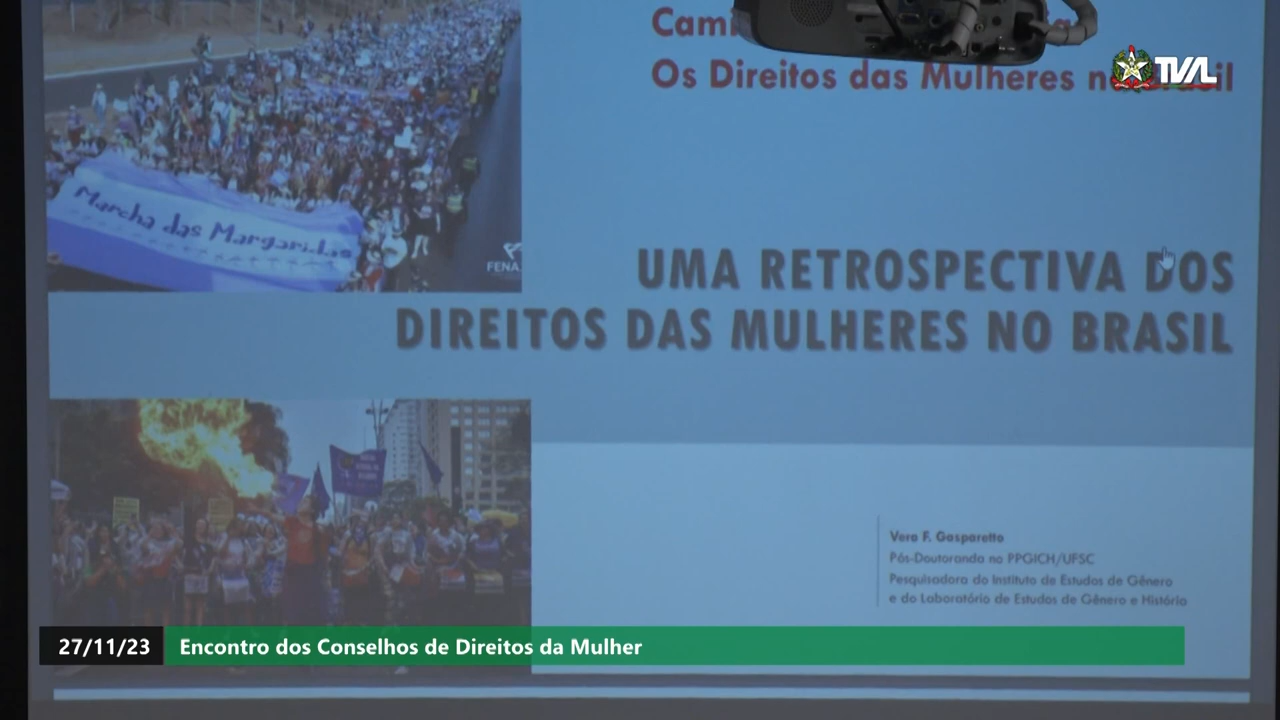 Os Direitos das Mulheres no Brasil
TVAL
Marcha das Margaridas
FENA
UMA RETROSPECTIVA DOS
DIREITOS DAS MULHERES NO BRASIL
Vera F. Gasparetto
Pós-Doutoranda no PPGICH/UFSC
Pesquisadora do Instituto de Estudos de Gênero
e do Laboratório de Estudos de Gênero e História
27/11/23
Encontro dos Conselhos de Direitos da Mulher